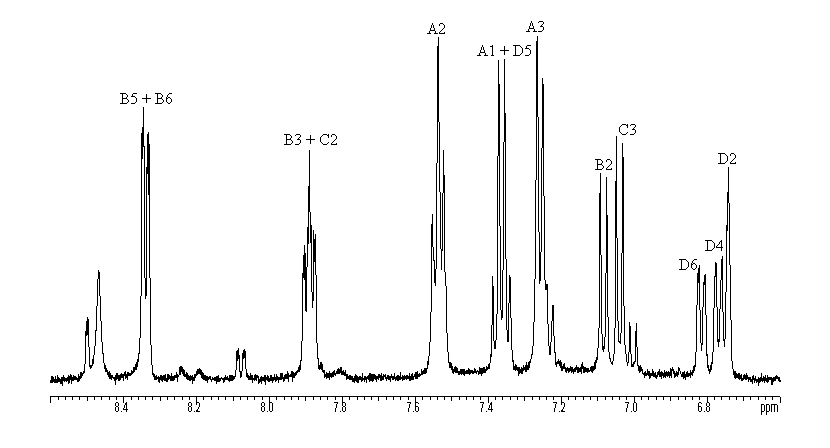 A2
A3
A1 + D5
B5 + B6
B3 + C2
C3
B2
D2
D4
D6
8.4 8.2 8.0 7.8 7.6 7.4 7.2 7.0 6.8 ppm